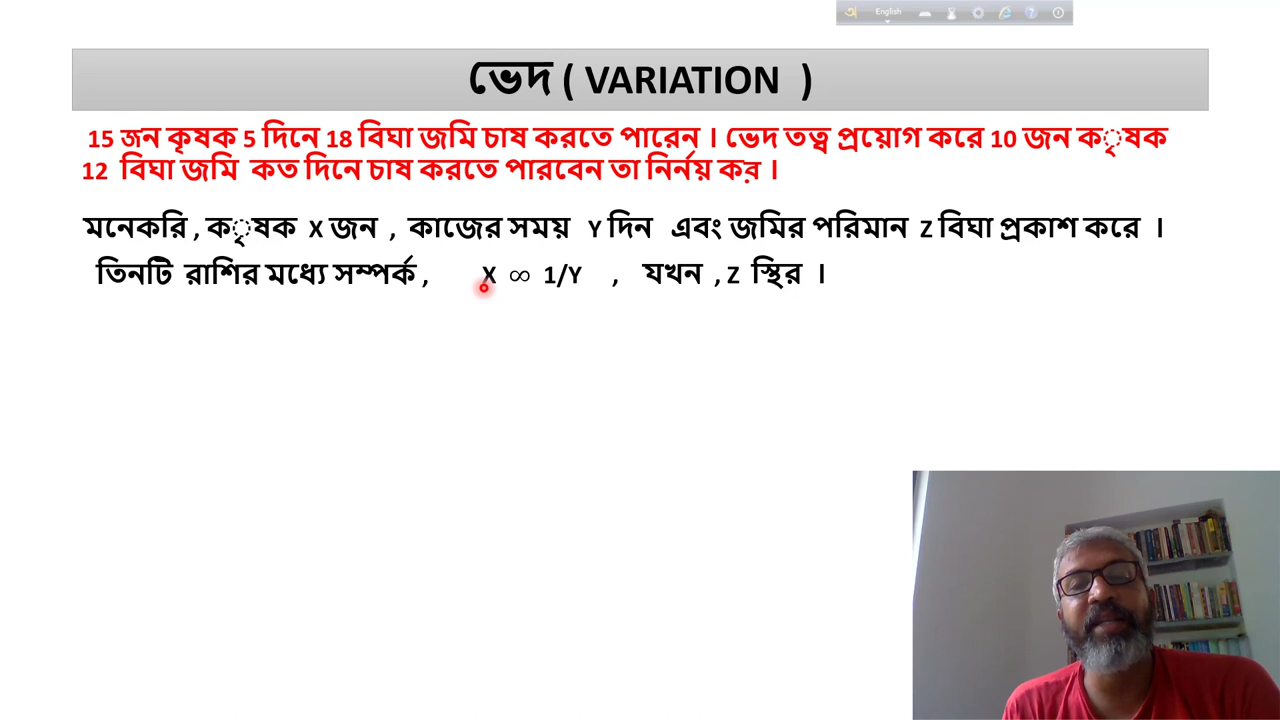 English
ভেদ ( VARIATION )
15 জন কৃষক 5 দিনে 18 বিঘা জমি চাষ করতে পারেন । ভেদ তত্ব প্রয়োগ করে 10 জন কৃষক
12 বিঘা জমি কত দিনে চাষ করতে পারবেন তা নির্নয় কর ।
মনেকরি , কৃষক X জন , কাজের সময় Y দিন এবং জমির পরিমান Z বিঘা প্রকাশ করে ।
তিনটি রাশির মধ্যে সম্পর্ক , X ∞ 1/Y , যখন , Z স্থির ।